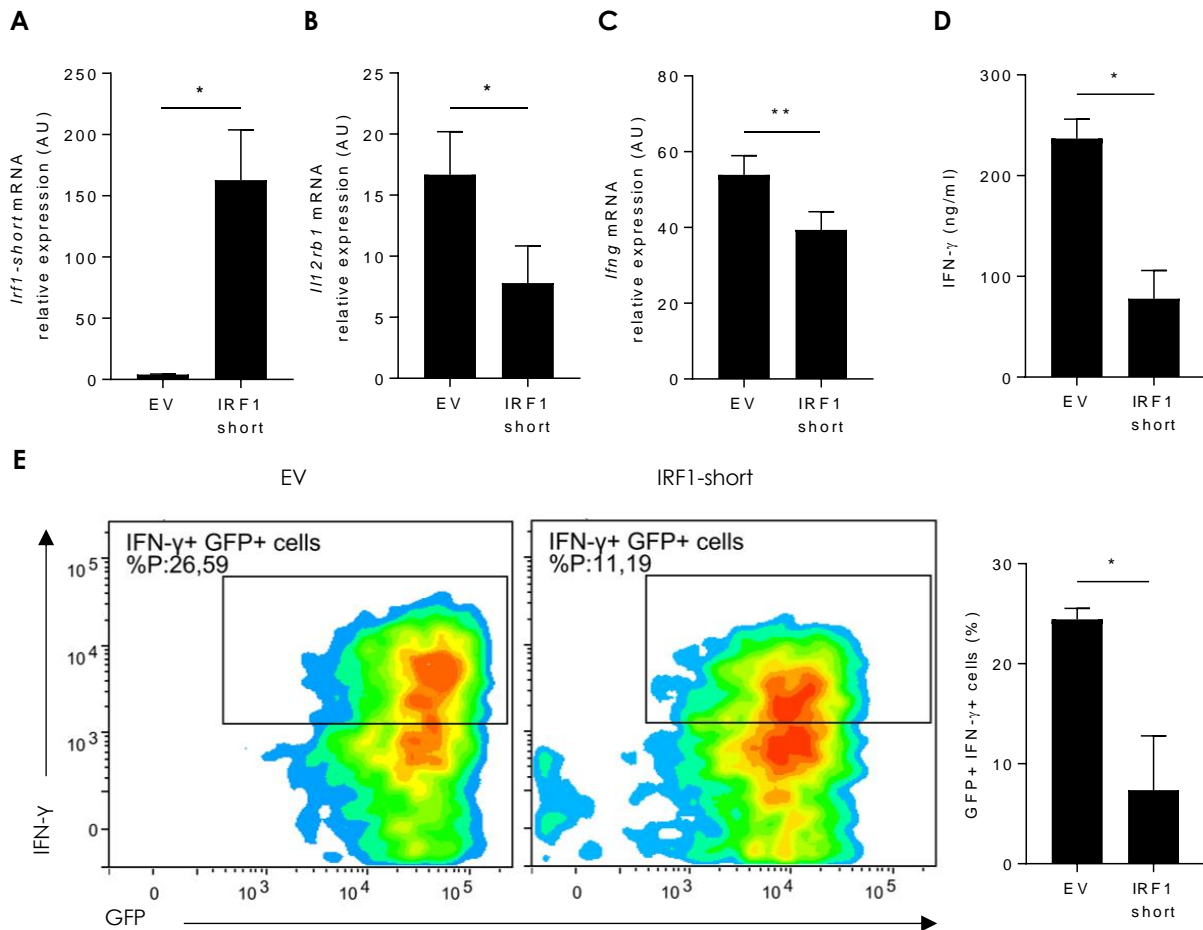 A
Irf1-short mRNA
relative expression (AU)
250
200
150
100
50
0
*
EV
IRF1
short
B
Il12rb1 mRNA
relative expression (AU)
25
20
15
10
5
0
*
EV
IRF1
short
C
Ifng mRNA
relative expression (AU)
80
60
40
20
0
**
EV
IRF1
short
D
IFN-γ (ng/ml)
300
200
100
0
*
EV
IRF1
short
E
EV
IFN-γ+ GFP+ cells
%P:26,59
10⁵
10⁴
10³
0
IFN-γ
0
10³
10⁴
10⁵
GFP
IRF1-short
IFN-γ+ GFP+ cells
%P:11,19
0
10³
10⁴
10⁵
GFP+ IFN-γ+ cells (%)
30
20
10
0
*
EV
IRF1
short